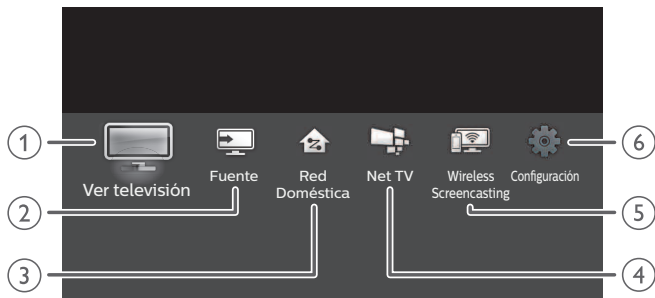 1
Ver televisión
Fuente
Red
Doméstica
Net TV
Wireless
Screencasting
Configuración
6
2
5
3
4